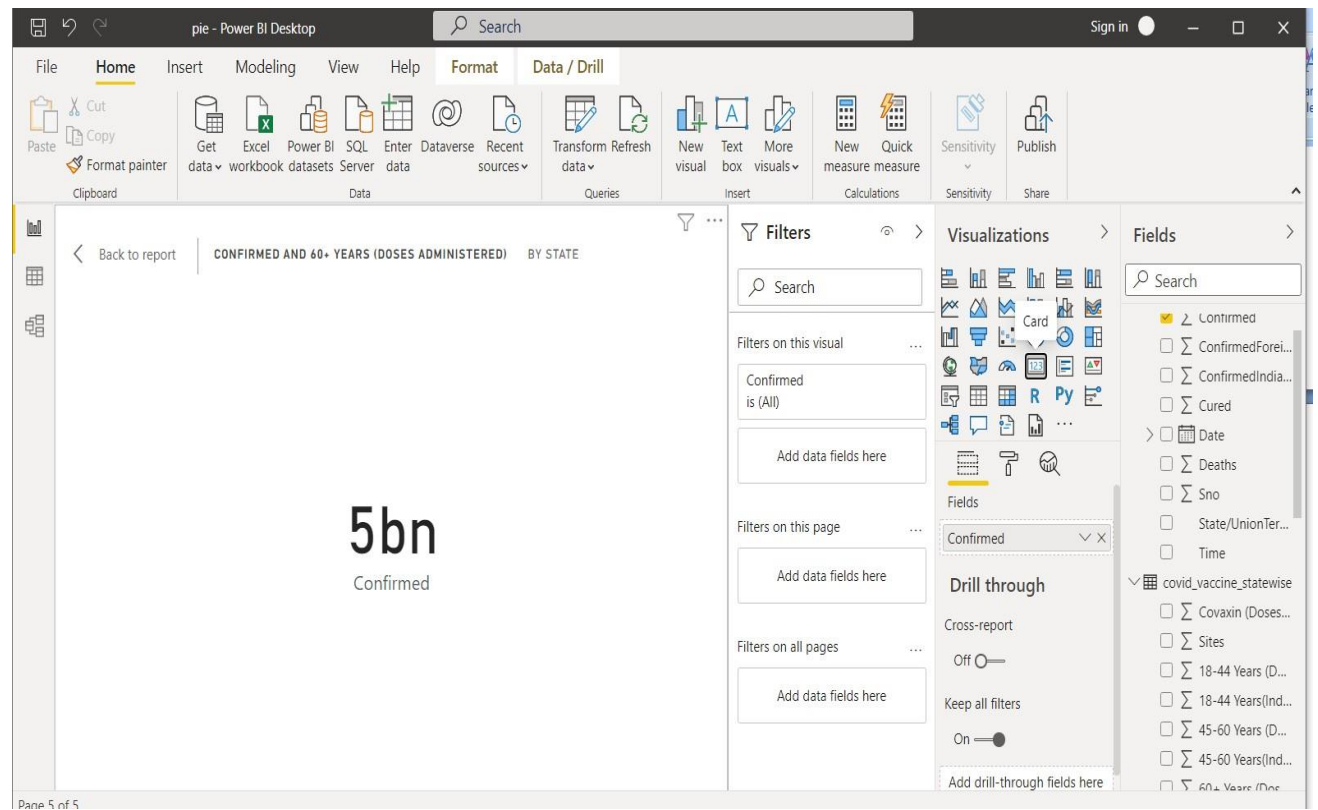 pie - Power BI Desktop
Search
Sign in
File Home Insert Modeling View Help Format Data / Drill
Paste
Cut
Copy
Format painter
Clipboard
Get data
Excel workbook
Power BI datasets
SQL Server
Enter data
Dataverse
Recent sources
Data
Transform data
Refresh
Queries
New visual
Text box
More visuals
Insert
New measure
Quick measure
Calculations
Sensitivity
Sensitivity
Publish
Share
Back to report
CONFIRMED AND 60+ YEARS (DOSES ADMINISTERED) BY STATE
5bn
Confirmed
Filters
Search
Filters on this visual ...
Confirmed
is (All)
Add data fields here
Filters on this page ...
Add data fields here
Filters on all pages ...
Add data fields here
Visualizations
Card
123
R Py
...
Fields
Confirmed
Drill through
Cross-report
Off
Keep all filters
On
Add drill-through fields here
Fields
Search
Confirmed
ConfirmedForei...
ConfirmedIndia...
Cured
Date
Deaths
Sno
State/UnionTer...
Time
covid_vaccine_statewise
Covaxin (Doses...
Sites
18-44 Years (D...
18-44 Years(Ind...
45-60 Years (D...
45-60 Years(Ind...
60+ Years (Dos...
Page 5 of 5